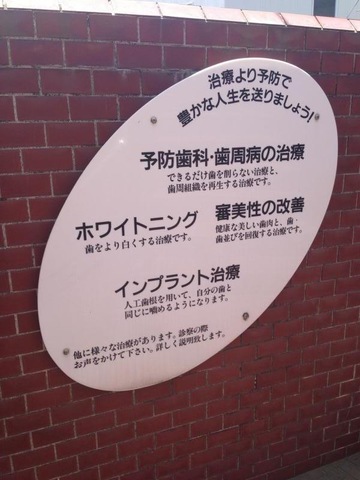 治療より予防で
豊かな人生を送りましょう!
予防歯科・歯周病の治療
できるだけ歯を削らない治療と、
歯周組織を再生する治療です。
ホワイトニング
歯をより白くする治療です。
審美性の改善
健康な美しい歯肉と、歯・
歯並びを回復する治療です。
インプラント治療
人工歯根を用いて、自分の歯と
同じに噛めるようになります。
他に様々な治療があります。診察の際
お声をかけて下さい。詳しく説明致します。